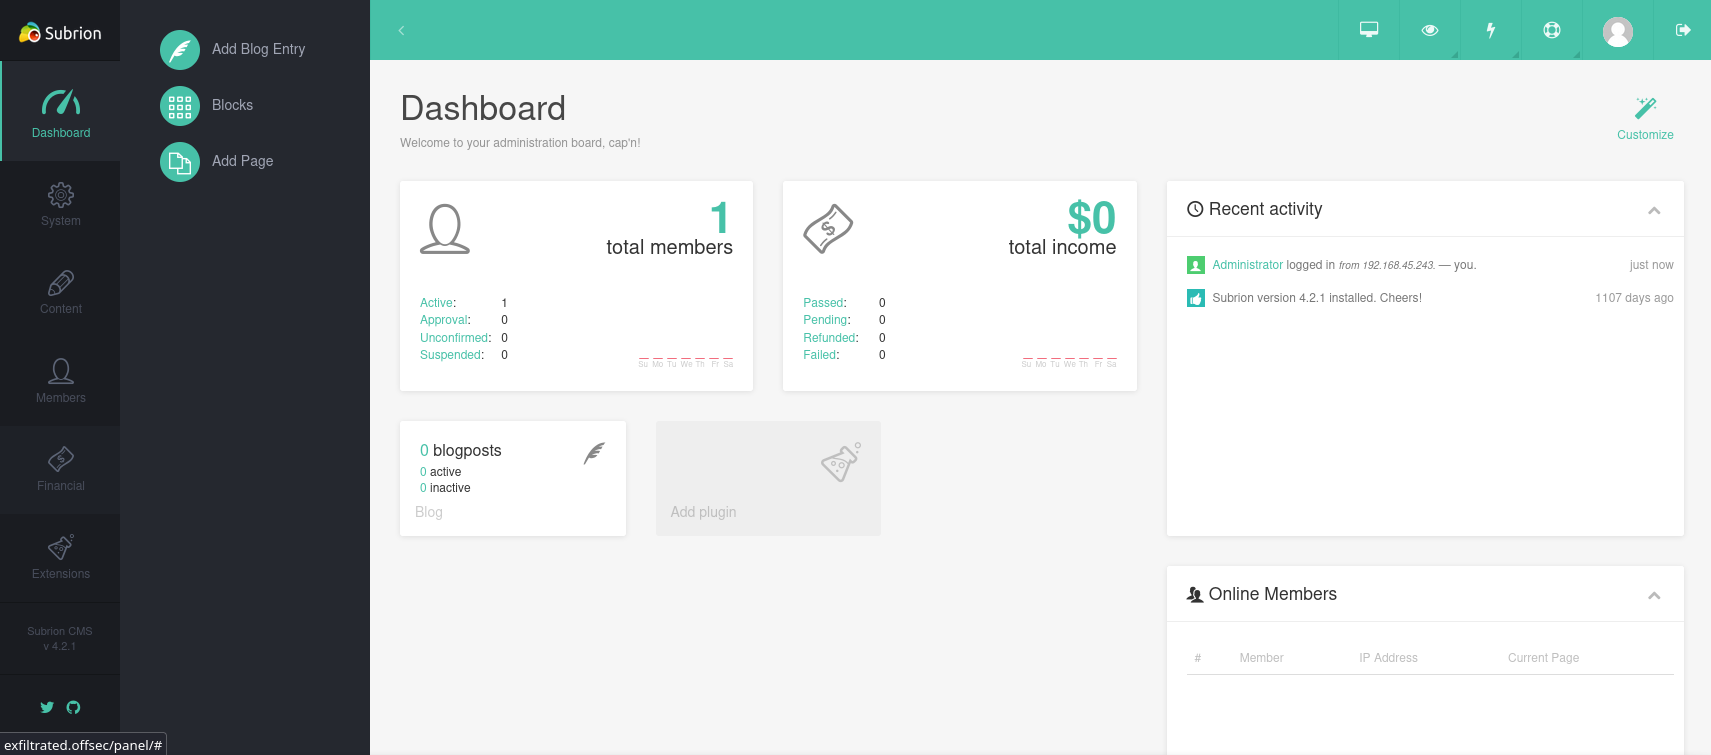 Subrion
Dashboard
System
Content
Members
Financial
Extensions
Subrion CMS
v 4.2.1
exfiltrated.offsec/panel/#
Add Blog Entry
Blocks
Add Page
Dashboard
Welcome to your administration board, cap'n!
Customize
1
total members
Active: 1
Approval: 0
Unconfirmed: 0
Suspended: 0
Su Mo Tu We Th Fr Sa
$0
total income
Passed: 0
Pending: 0
Refunded: 0
Failed: 0
Su Mo Tu We Th Fr Sa
0 blogposts
0 active
0 inactive
Blog
Add plugin
Recent activity
Administrator logged in from 192.168.45.243. — you. just now
Subrion version 4.2.1 installed. Cheers! 1107 days ago
Online Members
# Member IP Address Current Page